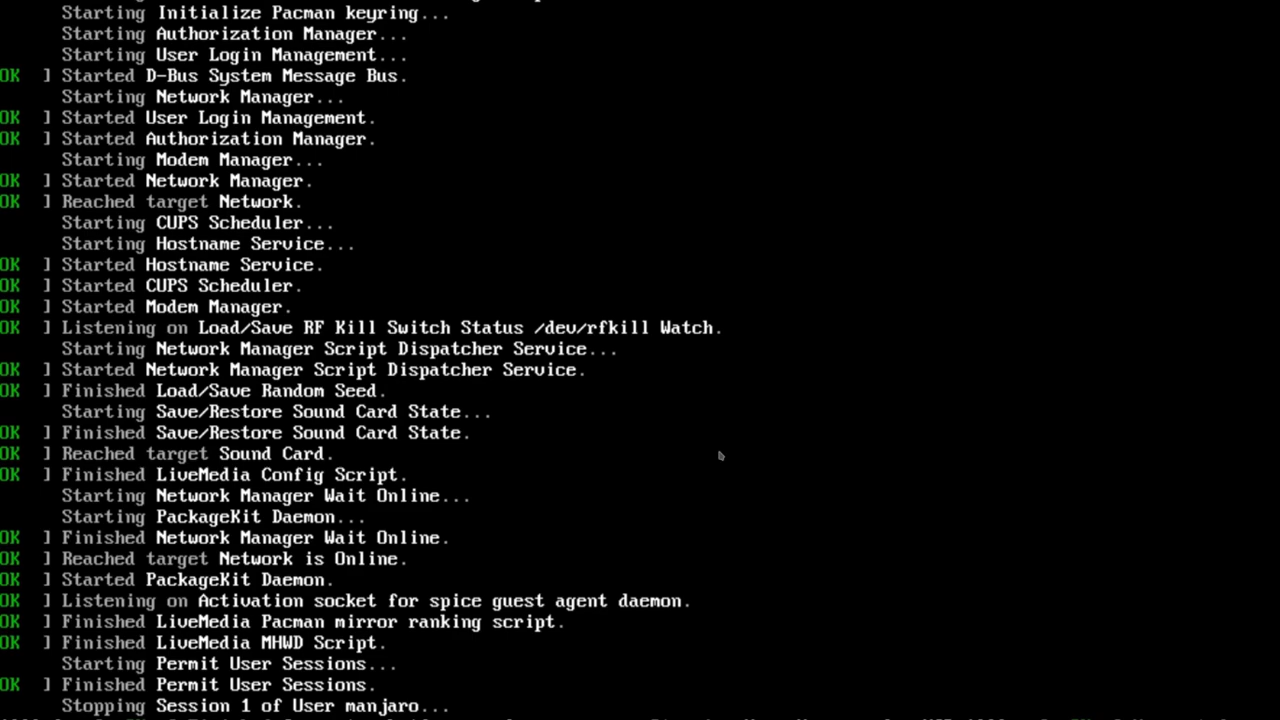 Starting Initialize Pacman keyring...
Starting Authorization Manager...
Starting User Login Management...
OK ] Started D-Bus System Message Bus.
Starting Network Manager...
OK ] Started User Login Management.
OK ] Started Authorization Manager.
Starting Modem Manager...
OK ] Started Network Manager.
OK ] Reached target Network.
Starting CUPS Scheduler...
Starting Hostname Service...
OK ] Started Hostname Service.
OK ] Started CUPS Scheduler.
OK ] Started Modem Manager.
OK ] Listening on Load/Save RF Kill Switch Status /dev/rfkill Watch.
Starting Network Manager Script Dispatcher Service...
OK ] Started Network Manager Script Dispatcher Service.
OK ] Finished Load/Save Random Seed.
Starting Save/Restore Sound Card State...
OK ] Finished Save/Restore Sound Card State.
OK ] Reached target Sound Card.
OK ] Finished LiveMedia Config Script.
Starting Network Manager Wait Online...
Starting PackageKit Daemon...
OK ] Finished Network Manager Wait Online.
OK ] Reached target Network is Online.
OK ] Started PackageKit Daemon.
OK ] Listening on Activation socket for spice guest agent daemon.
OK ] Finished LiveMedia Pacman mirror ranking script.
OK ] Finished LiveMedia MHWD Script.
Starting Permit User Sessions...
OK ] Finished Permit User Sessions.
Stopping Session 1 of User manjaro...